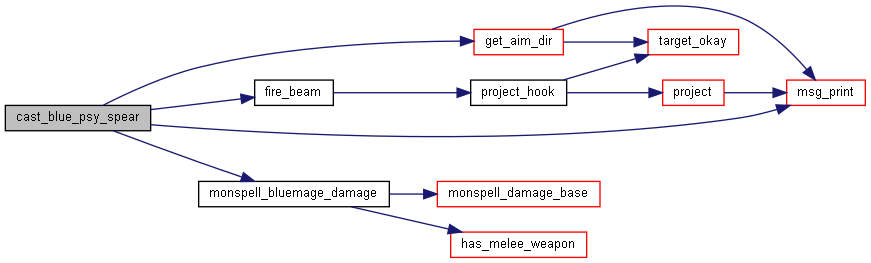 get_aim_dir
target_okay
fire_beam
project_hook
project
msg_print
cast_blue_psy_spear
monspell_bluemage_damage
monspell_damage_base
has_melee_weapon